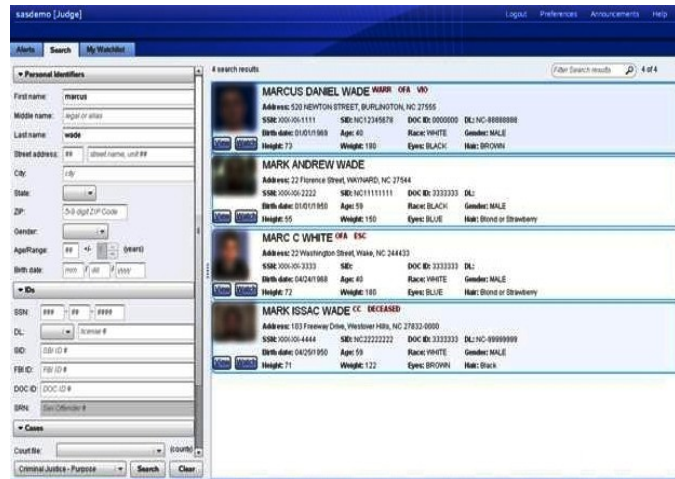 sasdemo [Judge]
Logout Preferences Announcements Help
Alerts Search My Watchlist
Personal Identifiers
First name: marcus
Middle name: legal or alias
Last name: wade
Street address: ## street name, unit ##
City: city
State:
ZIP: 5-9 digit ZIP Code
Gender:
Age/Range: ## +/- (years)
Birth date: mm / dd / yyyy
IDs
SSN: ### - ## - ####
DL: license #
SID: SBI ID #
FBI ID: FBI ID #
DOC ID: DOC ID #
SRN: Sex Offender #
Cases
Court file: (county)
Criminal Justice - Purpose Search Clear
4 search results
Filter Search results 4 of 4
MARCUS DANIEL WADE WARR OFA VIO
Address: 520 NEWTON STREET, BURLINGTON, NC 27555
SSN: XXX-XX-1111 SID: NC12345678 DOC ID: 0000000 DL: NC-88888888
Birth date: 01/01/1969 Age: 40 Race: WHITE Gender: MALE
View Watch Height: 73 Weight: 180 Eyes: BLACK Hair: BROWN
MARK ANDREW WADE
Address: 22 Florence Street, WAYNARD, NC 27544
SSN: XXX-XX-2222 SID: NC11111111 DOC ID: 3333333 DL:
Birth date: 01/01/1950 Age: 59 Race: BLACK Gender: MALE
View Watch Height: 55 Weight: 150 Eyes: BLUE Hair: Blond or Strawberry
MARC C WHITE OFA ESC
Address: 22 Washington Street, Wake, NC 244433
SSN: XXX-XX-3333 SID: DOC ID: 3333333 DL:
Birth date: 04/24/1968 Age: 40 Race: WHITE Gender: MALE
View Watch Height: 72 Weight: 180 Eyes: BLUE Hair: Blond or Strawberry
MARK ISSAC WADE CC DECEASED
Address: 103 Freeway Drive, Westover Hills, NC 27832-0000
SSN: XXX-XX-4444 SID: NC22222222 DOC ID: 3333333 DL: NC-99999999
Birth date: 04/25/1950 Age: 59 Race: WHITE Gender: MALE
View Watch Height: 71 Weight: 122 Eyes: BROWN Hair: Black